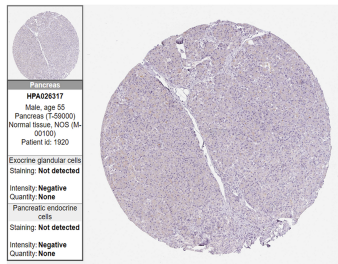 Pancreas
HPA026317
Male, age 55
Pancreas (T-59000)
Normal tissue, NOS (M-
00100)
Patient id: 1920
Exocrine glandular cells
Staining: Not detected
Intensity: Negative
Quantity: None
Pancreatic endocrine
cells
Staining: Not detected
Intensity: Negative
Quantity: None